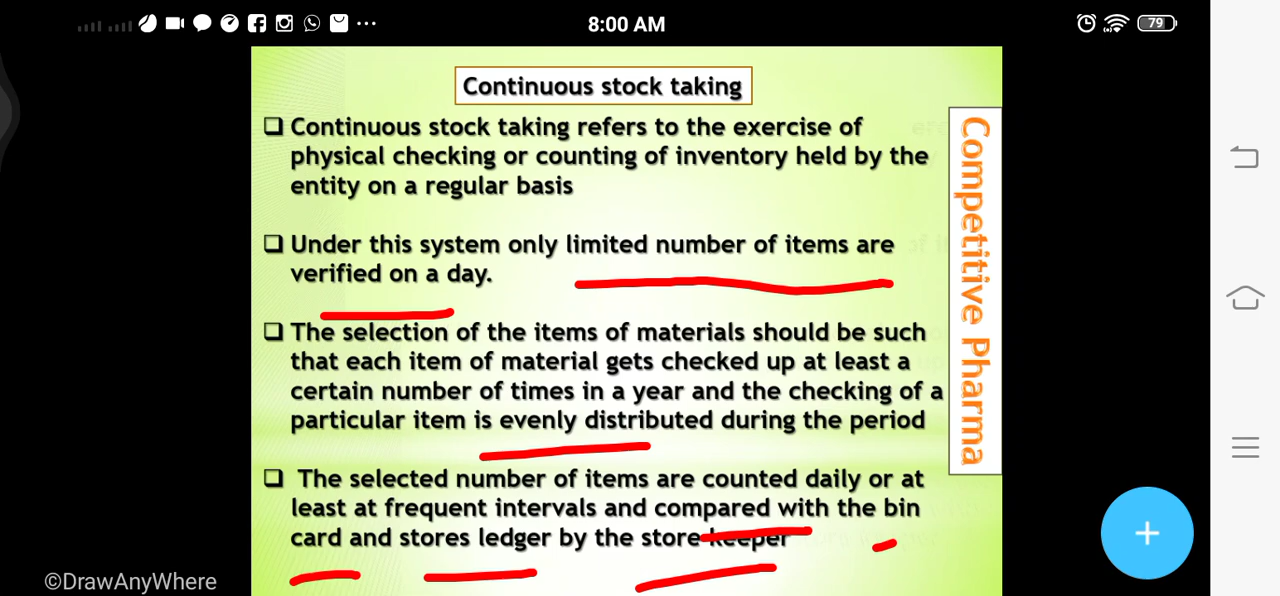 8:00 AM
79
Continuous stock taking
❑ Continuous stock taking refers to the exercise of
physical checking or counting of inventory held by the
entity on a regular basis
❑ Under this system only limited number of items are
verified on a day.
❑ The selection of the items of materials should be such
that each item of material gets checked up at least a
certain number of times in a year and the checking of a
particular item is evenly distributed during the period
❑ The selected number of items are counted daily or at
least at frequent intervals and compared with the bin
card and stores ledger by the store keeper
Competitive Pharma
©DrawAnyWhere